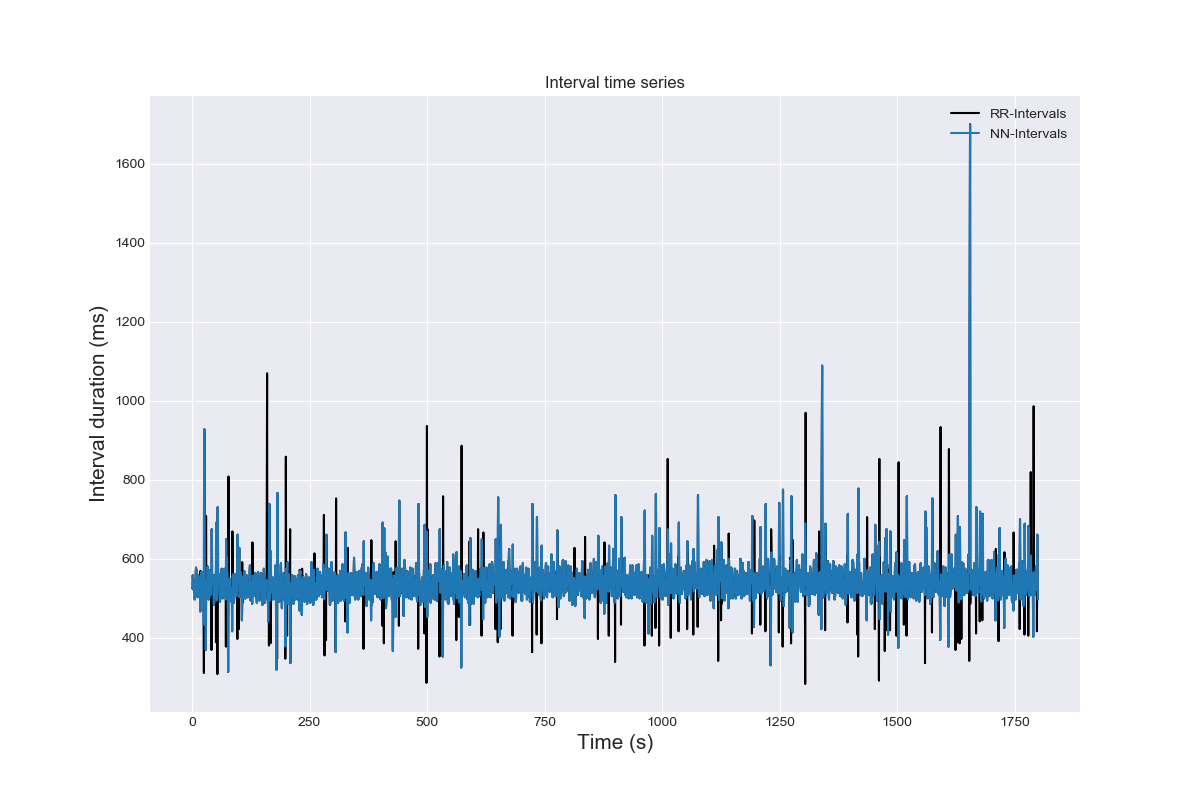 Interval time series
RR-Intervals
NN-Intervals
Interval duration (ms)
1600
1400
1200
1000
800
600
400
0 250 500 750 1000 1250 1500 1750
Time (s)